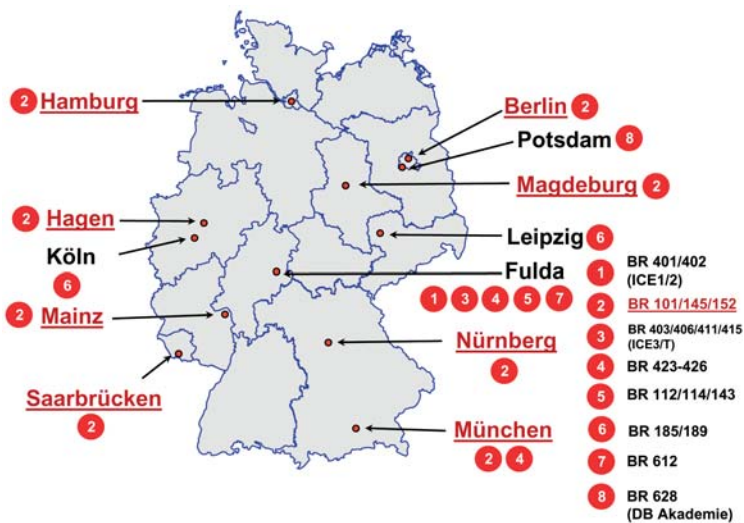 2 Hamburg
Berlin 2
Potsdam 8
Magdeburg 2
2 Hagen
Köln
6
Leipzig 6
Fulda
1 3 4 5 7
2 Mainz
Nürnberg
2
Saarbrücken
2
München
2 4
1 BR 401/402
(ICE1/2)
2 BR 101/145/152
3 BR 403/406/411/415
(ICE3/T)
4 BR 423-426
5 BR 112/114/143
6 BR 185/189
7 BR 612
8 BR 628
(DB Akademie)